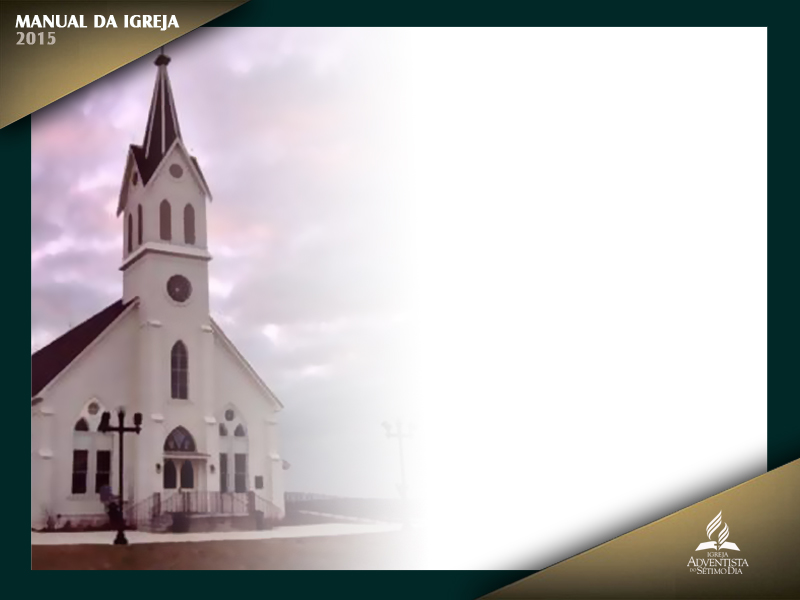 MANUAL DA IGREJA
2015
IGREJA
ADVENTISTA
DO SÉTIMO DIA